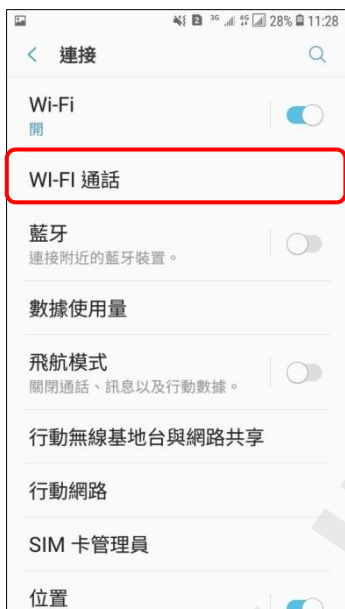 3G 4G 28% 11:28
連接
Wi-Fi
開
WI-FI 通話
藍牙
連接附近的藍牙裝置。
數據使用量
飛航模式
關閉通話、訊息以及行動數據。
行動無線基地台與網路共享
行動網路
SIM 卡管理員
位置